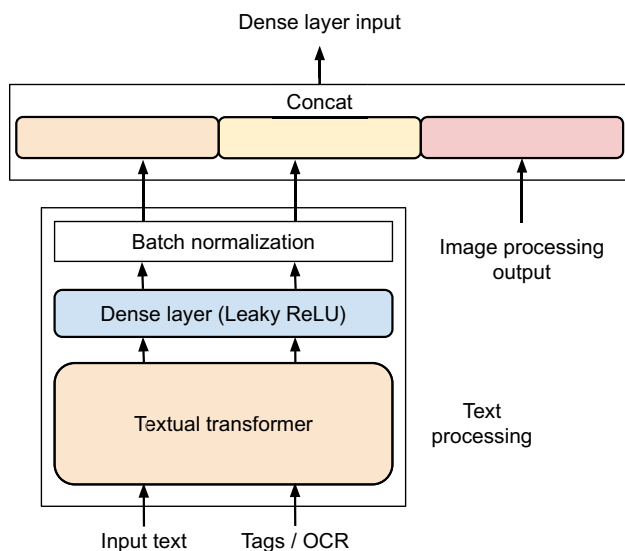 Dense layer input
Concat
Batch normalization
Image processing
output
Dense layer (Leaky ReLU)
Textual transformer
Text
processing
Input text
Tags / OCR